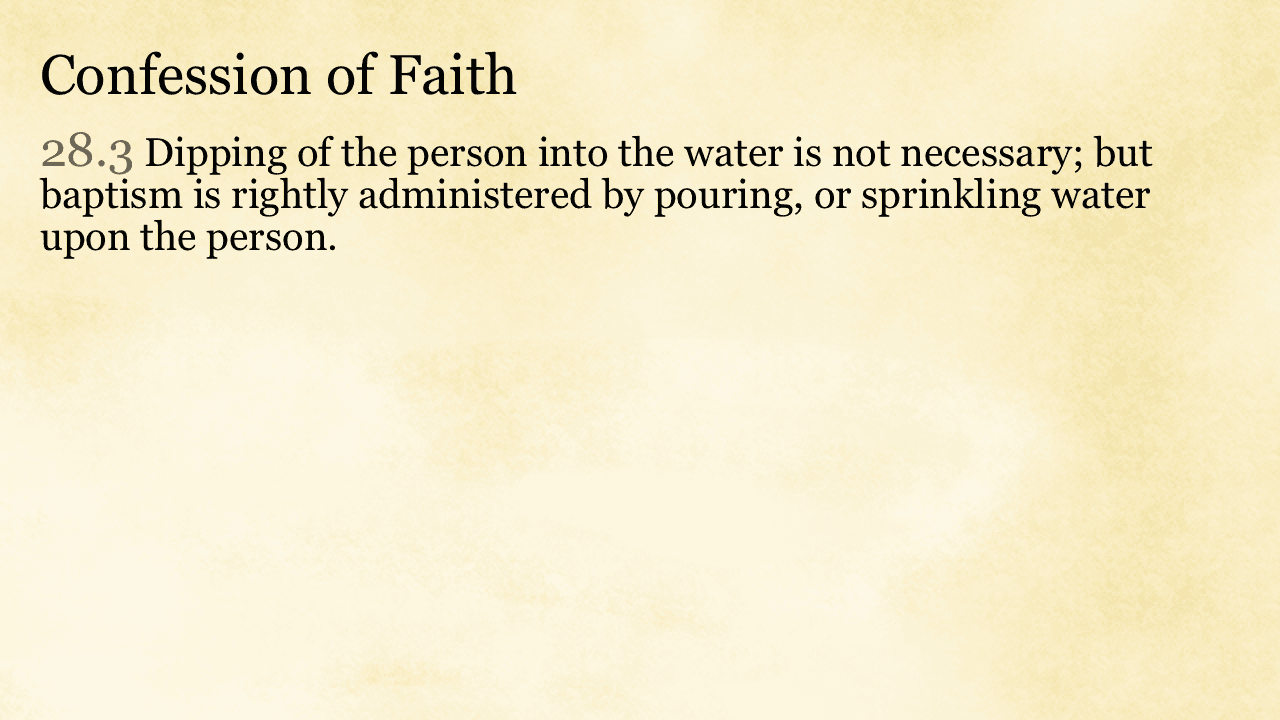 Confession of Faith
28.3 Dipping of the person into the water is not necessary; but
baptism is rightly administered by pouring, or sprinkling water
upon the person.